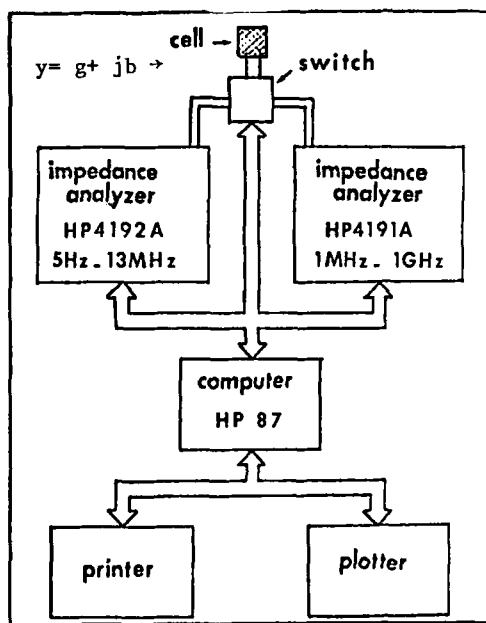 cell →
y= g+ jb →
switch
impedance
analyzer
HP4192A
5Hz-13MHz
impedance
analyzer
HP4191A
1MHz- 1GHz
computer
HP 87
printer
plotter